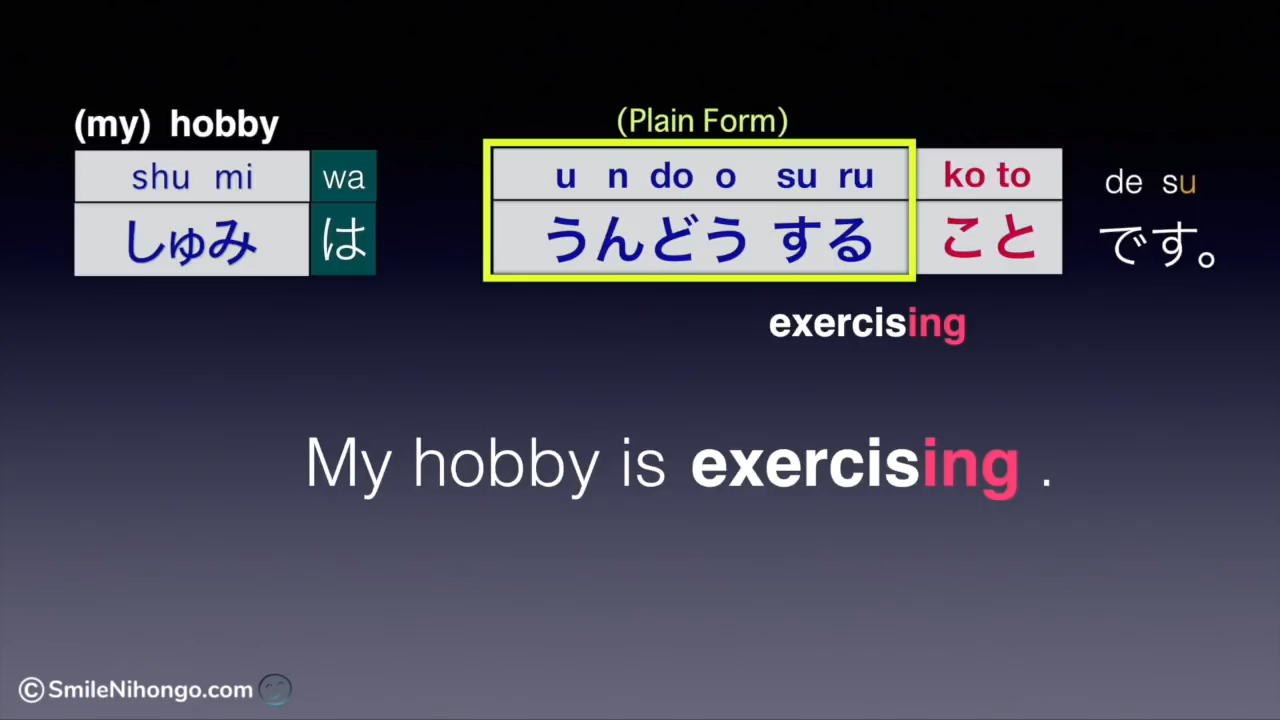 (my) hobby
(Plain Form)
shu mi wa u n do o su ru ko to de su
しゅみ は うんどう する こと です。
exercising
My hobby is exercising .
© SmileNihongo.com